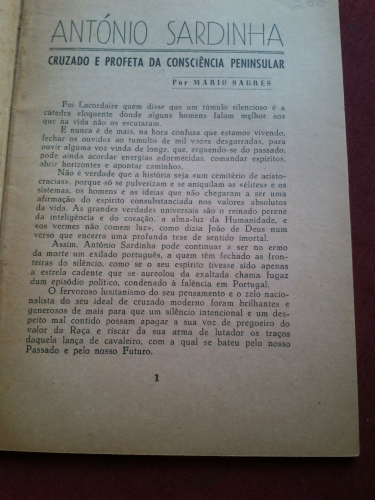 ANTÓNIO SARDINHA
CRUZADO E PROFETA DA CONSCIÊNCIA PENINSULAR
Por MÁRIO SAGRES
Foi Lacordaire quem disse que um túmulo silencioso é a
cátedra eloquente donde alguns homens falam melhor aos
que na vida não os escutaram.
E nunca é de mais, na hora confusa que estamos vivendo,
fechar os ouvidos ao tumulto de mil vozes desgarradas, para
ouvir alguma voz vinda de longe, que, erguendo-se do passado,
pode ainda acordar energias adormecidas, comandar espíritos,
abrir horizontes e apontar caminhos.
Não é verdade que a história seja «um cemitério de aristo-
cracias», porque só se pulverizam e se aniquilam as «élites» e os
sistemas, os homens e as ideias que não chegaram a ser uma
afirmação do espírito consubstanciada nos valores absolutos
da vida. As grandes verdades universais são o reinado perene
da inteligência e do coração, a alma-luz da Humanidade, e
«os vermes não comem luz», como dizia João de Deus num
verso que encerra uma profunda tese de sentido imortal.
Assim, António Sardinha pode continuar a ser no ermo
da morte um exilado português, a quem têm fechado as fron-
teiras do silêncio, como se o seu espírito tivesse sido apenas
a estrela cadente que se aureolou da exaltada chama fugaz
dum episódio político, condenado à falência em Portugal.
O fervoroso lusitanismo do seu pensamento e o zelo nacio-
nalista do seu ideal de cruzado moderno foram brilhantes e
generosos de mais para que um silêncio intencional e um des-
peito mal contido possam apagar a sua voz de pregoeiro do
valor da Raça e riscar da sua arma de lutador os traços
daquela lança de cavaleiro, com a qual se bateu pelo nosso
Passado e pelo nosso Futuro.
1